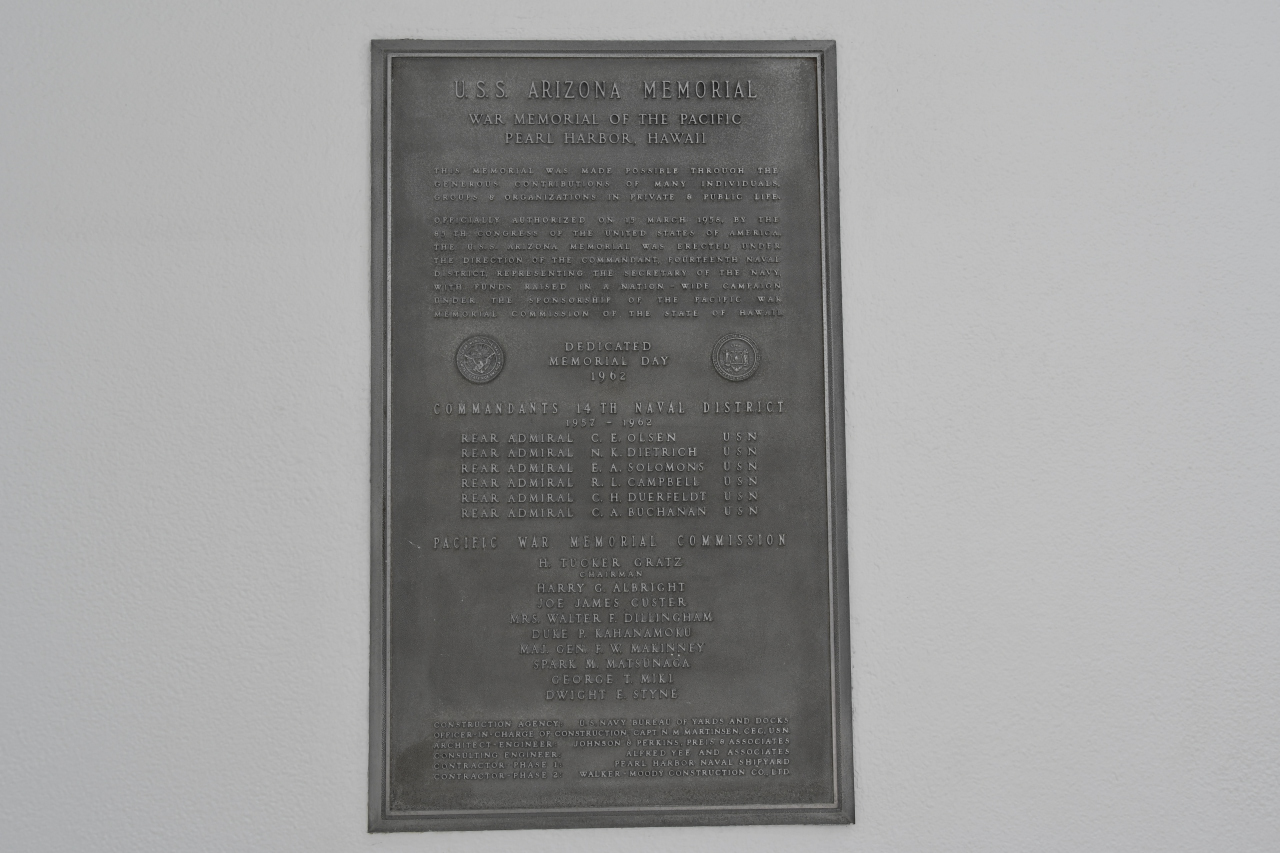 U.S.S. ARIZONA MEMORIAL
WAR MEMORIAL OF THE PACIFIC
PEARL HARBOR, HAWAII
THIS MEMORIAL WAS MADE POSSIBLE THROUGH THE
GENEROUS CONTRIBUTIONS OF MANY INDIVIDUALS,
GROUPS & ORGANIZATIONS IN PRIVATE & PUBLIC LIFE.
OFFICIALLY AUTHORIZED ON 15 MARCH 1958, BY THE
85TH. CONGRESS OF THE UNITED STATES OF AMERICA.
THE U.S.S. ARIZONA MEMORIAL WAS ERECTED UNDER
THE DIRECTION OF THE COMMANDANT, FOURTEENTH NAVAL
DISTRICT, REPRESENTING THE SECRETARY OF THE NAVY,
WITH FUNDS RAISED IN A NATION-WIDE CAMPAIGN
UNDER THE SPONSORSHIP OF THE PACIFIC WAR
MEMORIAL COMMISSION OF THE STATE OF HAWAII.
DEDICATED
MEMORIAL DAY
1962
COMMANDANTS 14TH NAVAL DISTRICT
1957 - 1962
REAR ADMIRAL C. E. OLSEN USN
REAR ADMIRAL N. K. DIETRICH USN
REAR ADMIRAL E. A. SOLOMONS USN
REAR ADMIRAL R. L. CAMPBELL USN
REAR ADMIRAL C. H. DUERFELDT USN
REAR ADMIRAL C. A. BUCHANAN USN
PACIFIC WAR MEMORIAL COMMISSION
H. TUCKER GRATZ
CHAIRMAN
HARRY G. ALBRIGHT
JOE JAMES CUSTER
MRS. WALTER F. DILLINGHAM
DUKE P. KAHANAMOKU
MAJ. GEN. F. W. MAKINNEY
SPARK M. MATSUNAGA
GEORGE T. MIKI
DWIGHT E. STYNE
CONSTRUCTION AGENCY: U.S. NAVY BUREAU OF YARDS AND DOCKS
OFFICER IN CHARGE OF CONSTRUCTION CAPT. N. M. MARTINSEN, CEC, USN
ARCHITECT-ENGINEER: JOHNSON & PERKINS, PREIS & ASSOCIATES
CONSULTING ENGINEER: ALFRED YEE AND ASSOCIATES
CONTRACTOR PHASE 1: PEARL HARBOR NAVAL SHIPYARD
CONTRACTOR PHASE 2: WALKER-MOODY CONSTRUCTION CO. LTD.